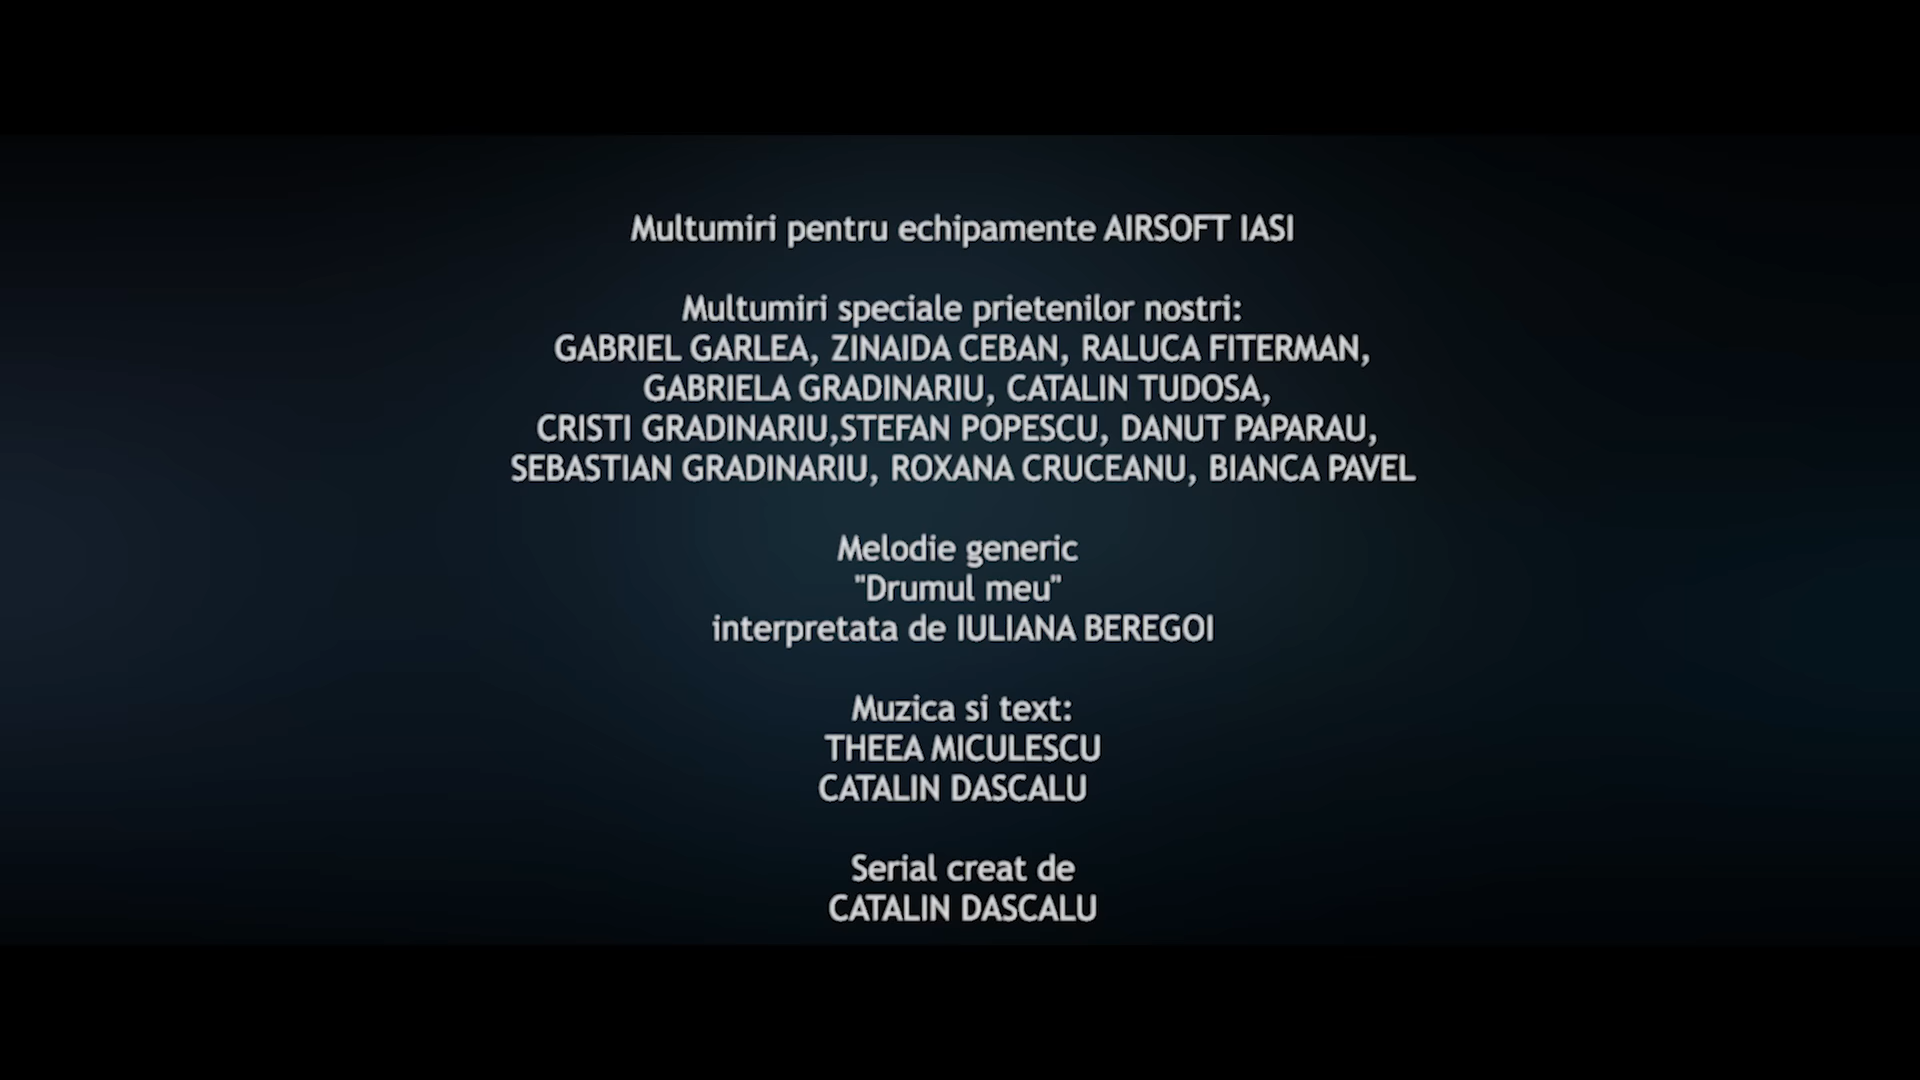 Multumiri pentru echipamente AIRSOFT IASI
Multumiri speciale prietenilor nostri:
GABRIEL GARLEA, ZINAIDA CEBAN, RALUCA FITERMAN,
GABRIELA GRADINARIU, CATALIN TUDOSA,
CRISTI GRADINARIU,STEFAN POPESCU, DANUT PAPARAU,
SEBASTIAN GRADINARIU, ROXANA CRUCEANU, BIANCA PAVEL
Melodie generic
"Drumul meu"
interpretata de IULIANA BEREGOI
Muzica si text:
THEEA MICULESCU
CATALIN DASCALU
Serial creat de
CATALIN DASCALU